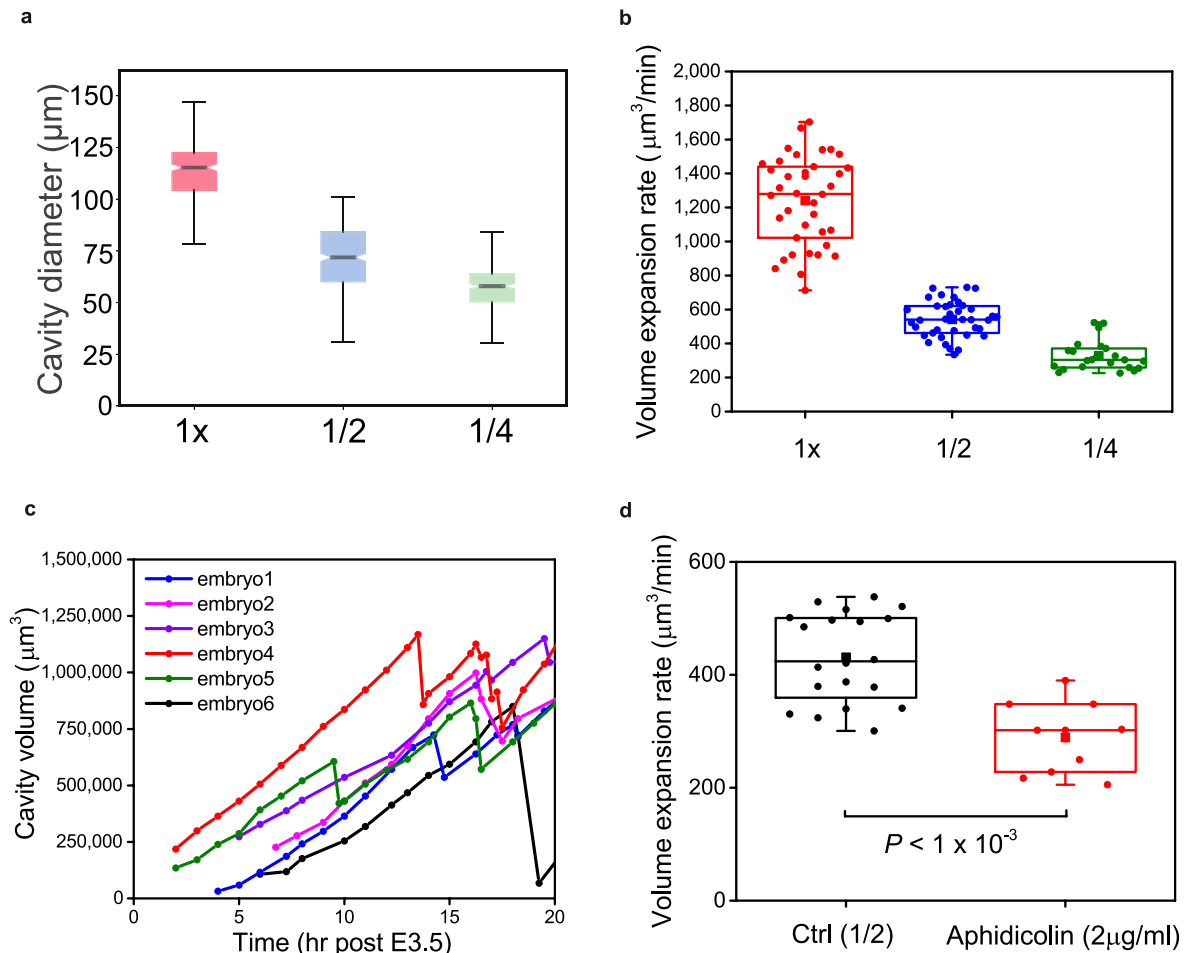 a
Cavity diameter (μm)
150
125
100
75
50
25
0
1x 1/2 1/4
b
Volume expansion rate ( μm³/min)
2,000
1,800
1,600
1,400
1,200
1,000
800
600
400
200
0
1x 1/2 1/4
c
Cavity volume (μm³)
1,500,000
1,250,000
1,000,000
750,000
500,000
250,000
0
embryo1
embryo2
embryo3
embryo4
embryo5
embryo6
0 5 10 15 20
Time (hr post E3.5)
d
Volume expansion rate (μm³/min)
600
400
200
0
P < 1 x 10⁻³
Ctrl (1/2) Aphidicolin (2μg/ml)